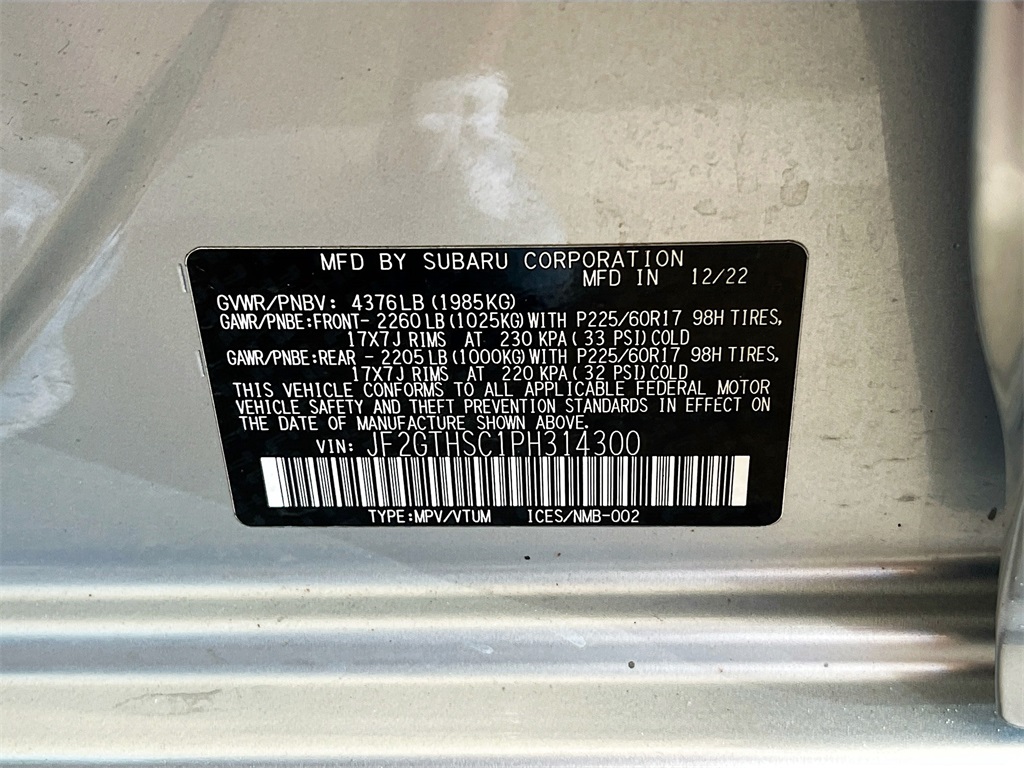 MFD BY SUBARU CORPORATION
MFD IN 12/22
GVWR/PNBV: 4376LB (1985KG)
GAWR/PNBE:FRONT- 2260LB (1025KG) WITH P225/60R17 98H TIRES,
17X7J RIMS AT 230 KPA( 33 PSI) COLD
GAWR/PNBE:REAR - 2205LB (1000KG) WITH P225/60R17 98H TIRES,
17X7J RIMS AT 220 KPA( 32 PSI) COLD
THIS VEHICLE CONFORMS TO ALL APPLICABLE FEDERAL MOTOR
VEHICLE SAFETY AND THEFT PREVENTION STANDARDS IN EFFECT ON
THE DATE OF MANUFACTURE SHOWN ABOVE.
VIN: JF2GTHSC1PH314300
TYPE:MPV/VTUM ICES/NMB-002